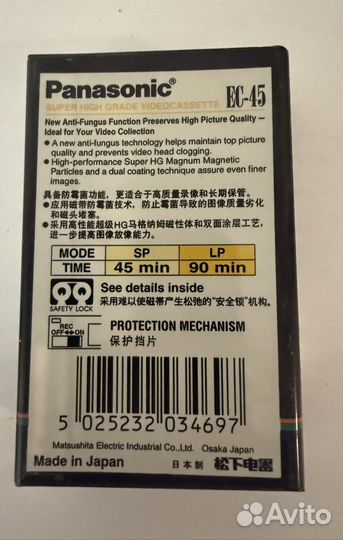 Panasonic®
EC-45
SUPER HIGH GRADE VIDEOCASSETTE
New Anti-Fungus Function Preserves High Picture Quality —
Ideal for Your Video Collection
• A new anti-fungus technology helps maintain top picture
quality and prevents video head clogging.
• High-performance Super HG Magnum Magnetic
Particles and a dual coating technique assure even finer
images.
具备防霉菌功能，更适合于高质量录像和长期保管。
• 应用磁带防霉菌技术，防止霉菌导致的图像质量劣化
和磁头堵塞。
• 采用高性能超级HG马格纳姆磁性体和双面涂层工艺，
进一步提高图像放像能力。
MODE SP LP
TIME 45 min 90 min
See details inside
采用难以使磁带产生松弛的“安全锁”机构。
SAFETY LOCK
REC
OFF ON
PROTECTION MECHANISM
保护挡片
5 025232 034697
Matsushita Electric Industrial Co.,Ltd. Osaka Japan
Made in Japan 日本制 松下电器
Avito